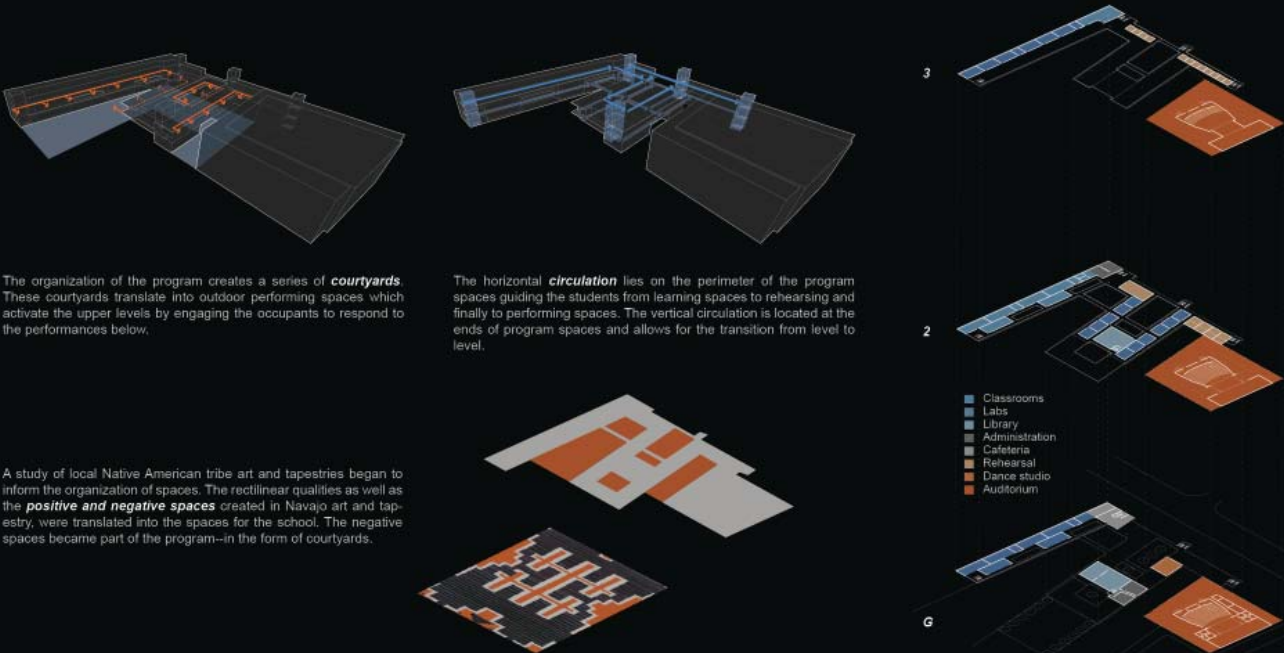 The organization of the program creates a series of courtyards.
These courtyards translate into outdoor performing spaces which
activate the upper levels by engaging the occupants to respond to
the performances below.
The horizontal circulation lies on the perimeter of the program
spaces guiding the students from learning spaces to rehearsing and
finally to performing spaces. The vertical circulation is located at the
ends of program spaces and allows for the transition from level to
level.
A study of local Native American tribe art and tapestries began to
inform the organization of spaces. The rectilinear qualities as well as
the positive and negative spaces created in Navajo art and tap-
estry, were translated into the spaces for the school. The negative
spaces became part of the program--in the form of courtyards.
3
2
Classrooms
Labs
Library
Administration
Cafeteria
Rehearsal
Dance studio
Auditorium
G